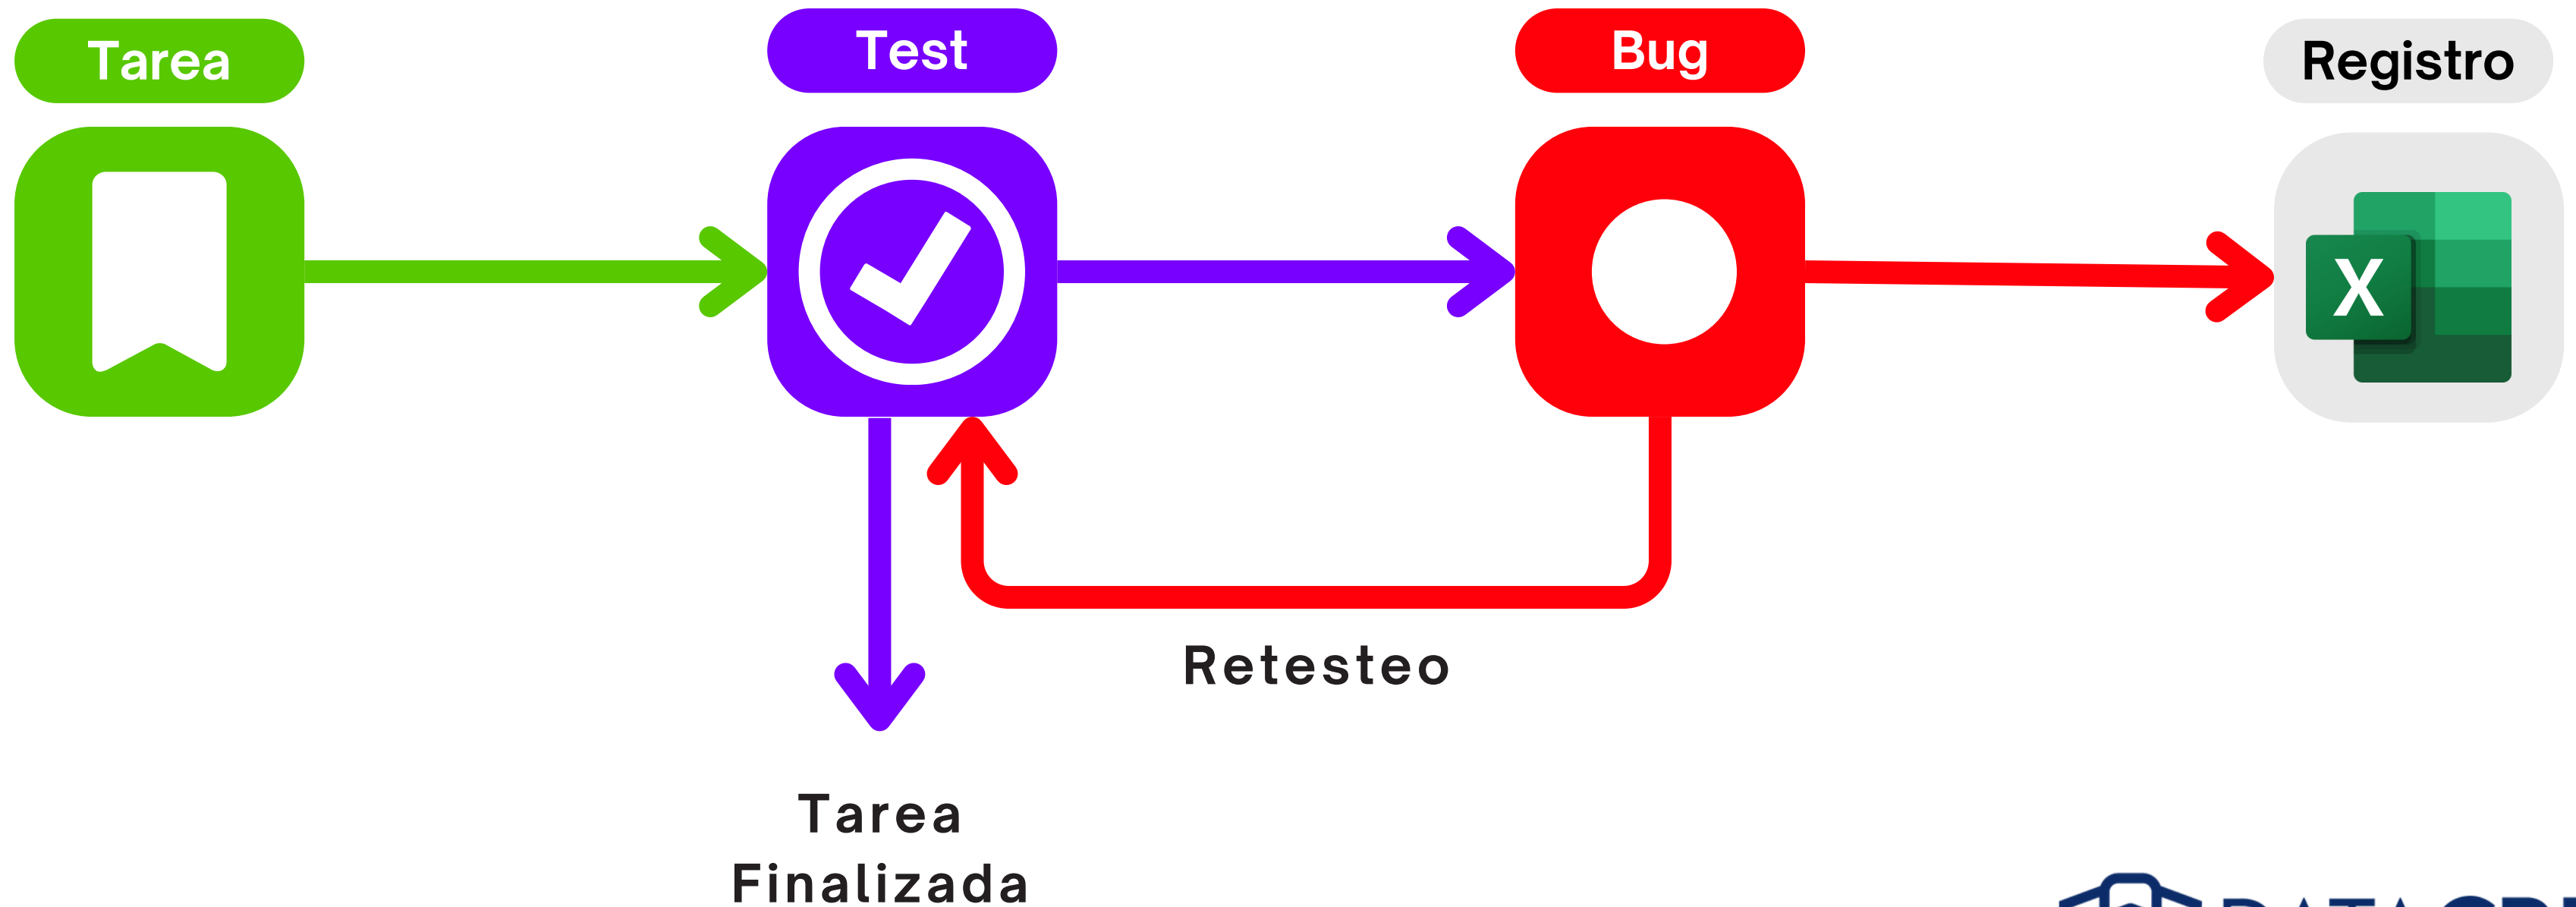 Tarea
Test
Bug
Registro
X
Retesteo
Tarea
Finalizada